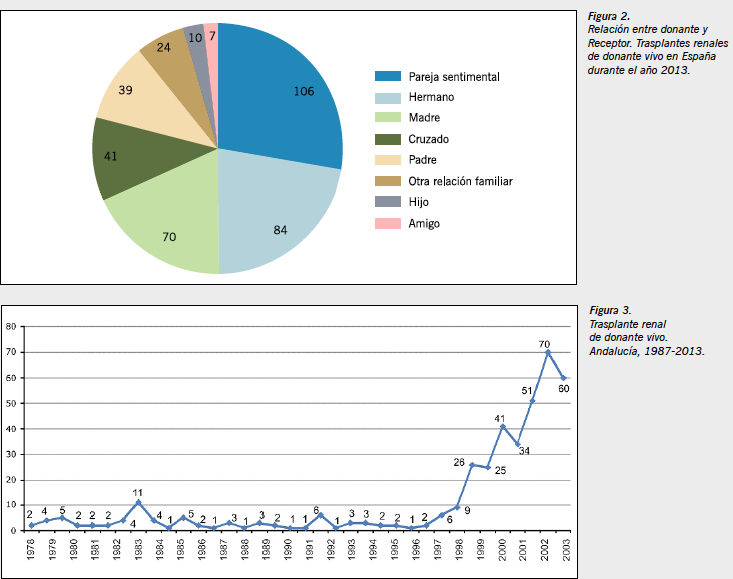 Figura 2.
Relación entre donante y
Receptor. Trasplantes renales
de donante vivo en España
durante el año 2013.
106
84
70
41
39
24
10
7
Pareja sentimental
Hermano
Madre
Cruzado
Padre
Otra relación familiar
Hijo
Amigo
Figura 3.
Trasplante renal
de donante vivo.
Andalucía, 1987-2013.
80
70
60
50
40
30
20
10
0
2 4 5 2 2 2 4 11 4 1 5 2 1 3 1 3 2 1 1 6 1 3 3 2 2 1 2 6 9 26 25 41 34 51 70 60
1978 1979 1980 1981 1982 1983 1984 1985 1986 1987 1988 1989 1990 1991 1992 1993 1994 1995 1996 1997 1998 1999 2000 2001 2002 2003